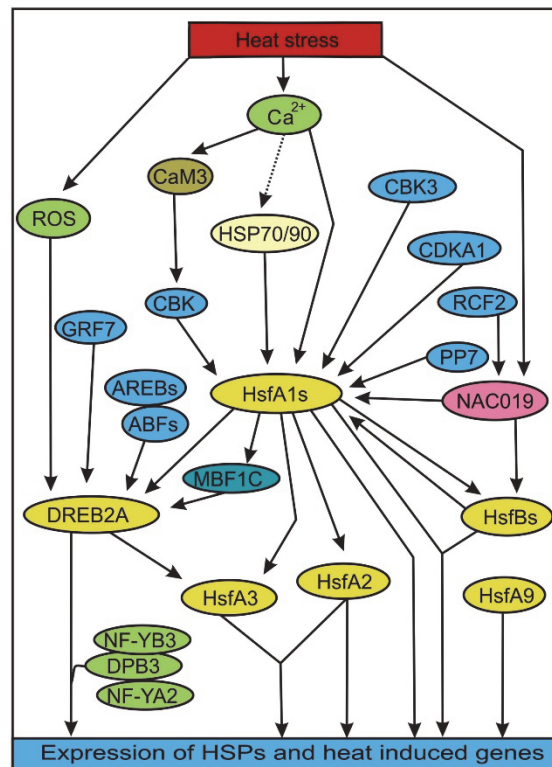 Heat stress
Ca2+
CaM3
CBK3
ROS
HSP70/90
CDKA1
CBK
RCF2
GRF7
PP7
AREBs
HsfA1s
NAC019
ABFs
MBF1C
DREB2A
HsfBs
HsfA3
HsfA2
HsfA9
NF-YB3
DPB3
NF-YA2
Expression of HSPs and heat induced genes